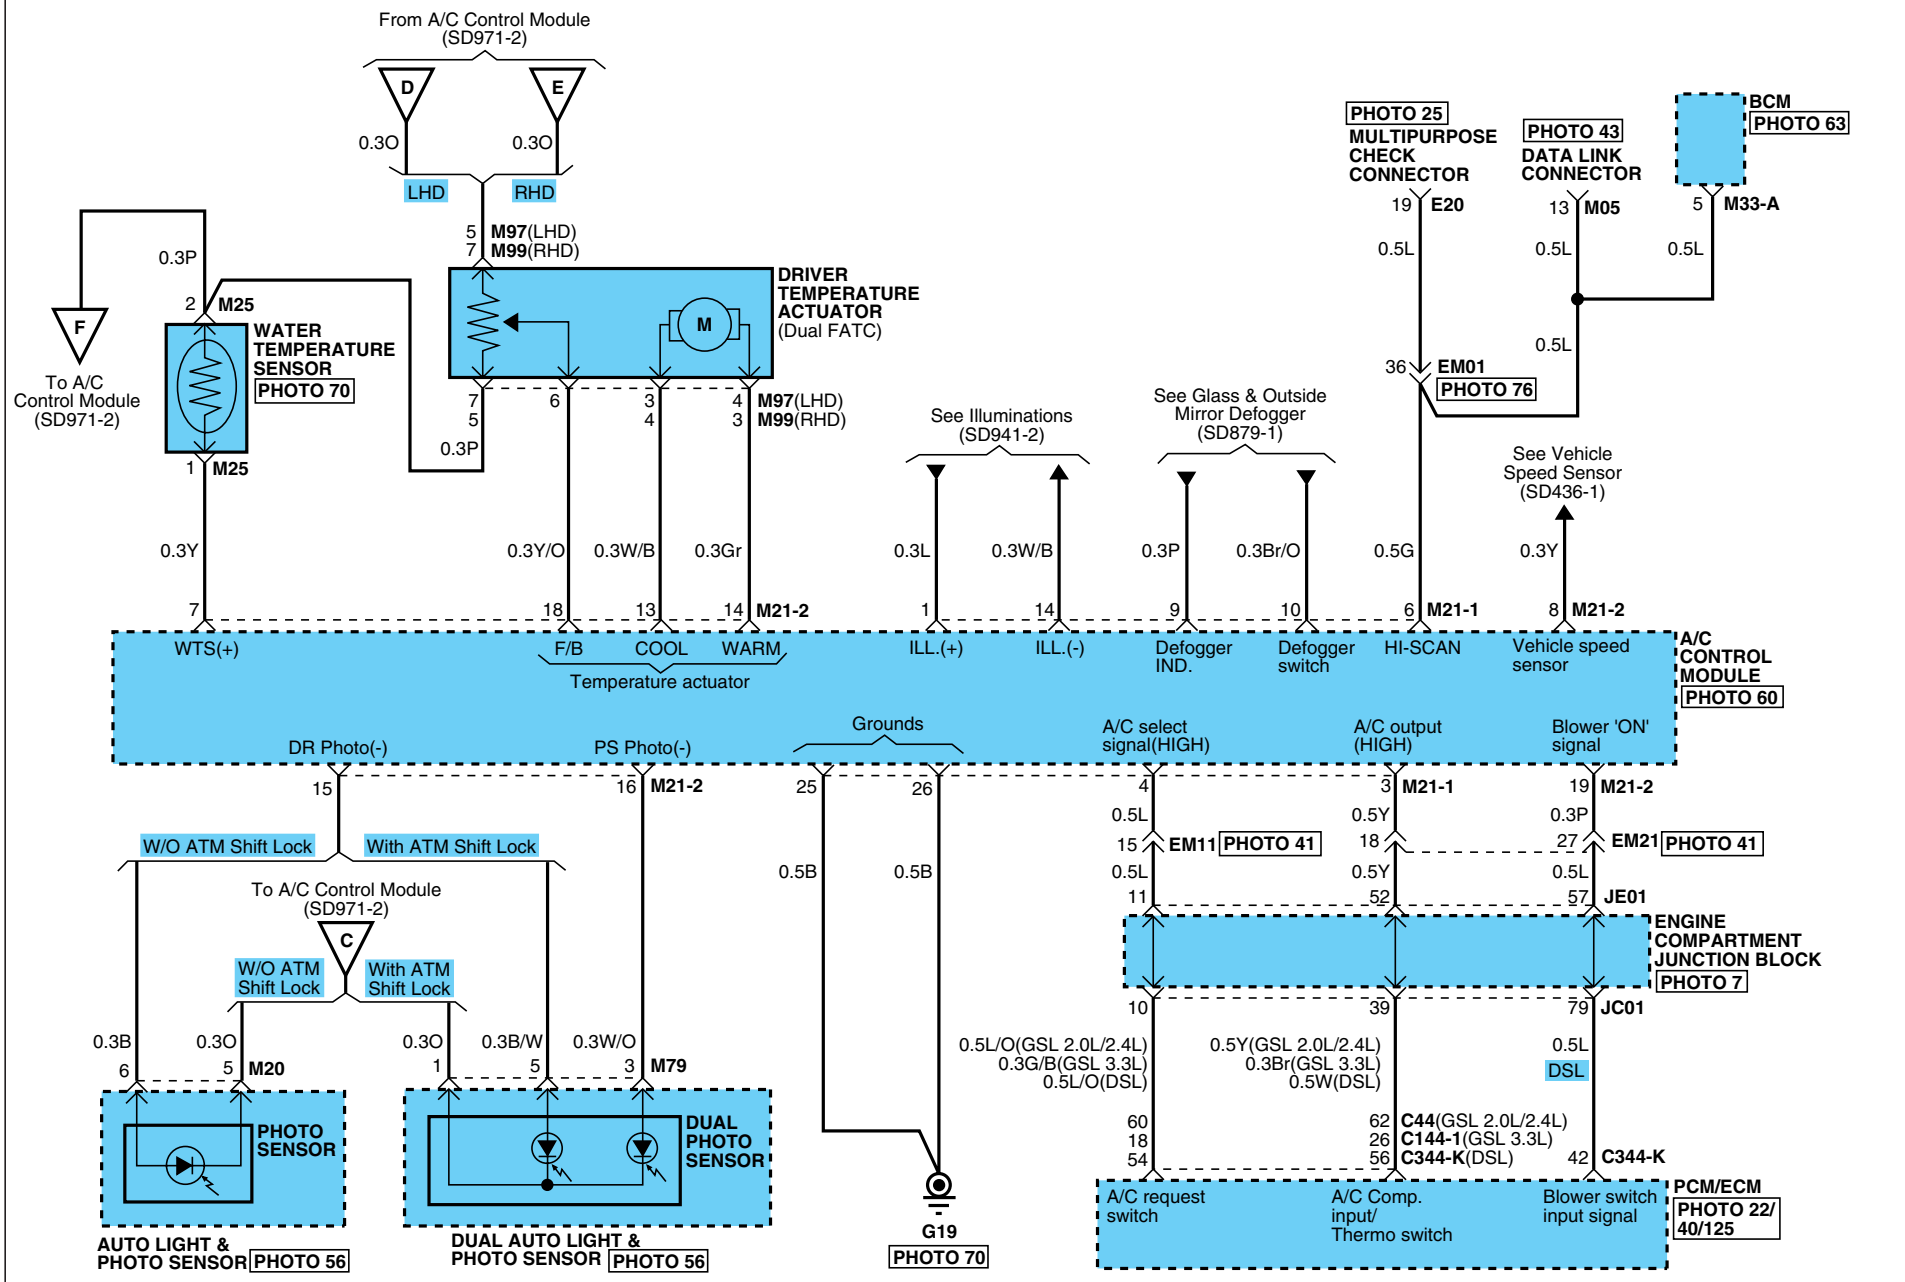 From A/C Control Module
(SD971-2)
D
E
0.3O
0.3O
LHD
RHD
5 M97(LHD)
7 M99(RHD)
PHOTO 25
MULTIPURPOSE
CHECK
CONNECTOR
19 E20
PHOTO 43
DATA LINK
CONNECTOR
13 M05
BCM
PHOTO 63
5 M33-A
0.5L
0.5L
0.5L
0.5L
36 EM01
PHOTO 76
0.3P
2 M25
F
To A/C
Control Module
(SD971-2)
WATER
TEMPERATURE
SENSOR
PHOTO 70
1 M25
DRIVER
TEMPERATURE
ACTUATOR
(Dual FATC)
M
7 6 3 4 M97(LHD)
5 4 3 M99(RHD)
0.3P
See Illuminations
(SD941-2)
See Glass & Outside
Mirror Defogger
(SD879-1)
See Vehicle
Speed Sensor
(SD436-1)
0.3Y 0.3Y/O 0.3W/B 0.3Gr 0.3L 0.3W/B 0.3P 0.3Br/O 0.5G 0.3Y
7 18 13 14 M21-2 1 14 9 10 6 M21-1 8 M21-2
WTS(+)
F/B COOL WARM
Temperature actuator
ILL.(+)
ILL.(-)
Defogger
IND.
Defogger
switch
HI-SCAN
Vehicle speed
sensor
A/C
CONTROL
MODULE
PHOTO 60
DR Photo(-)
PS Photo(-)
Grounds
A/C select
signal(HIGH)
A/C output
(HIGH)
Blower 'ON'
signal
15 16 M21-2 25 26 4 3 M21-1 19 M21-2
0.5L 0.5Y 0.3P
15 EM11 PHOTO 41 18 27 EM21 PHOTO 41
0.5L 0.5Y 0.5L
11 52 57 JE01
W/O ATM Shift Lock
With ATM Shift Lock
To A/C Control Module
(SD971-2)
C
W/O ATM
Shift Lock
With ATM
Shift Lock
0.5B
0.5B
ENGINE
COMPARTMENT
JUNCTION BLOCK
PHOTO 7
10 39 79 JC01
0.3B 0.3O 0.3O 0.3B/W 0.3W/O
6 5 M20 1 5 3 M79
0.5L/O(GSL 2.0L/2.4L)
0.3G/B(GSL 3.3L)
0.5L/O(DSL)
0.5Y(GSL 2.0L/2.4L)
0.3Br(GSL 3.3L)
0.5W(DSL)
0.5L
DSL
60 62 C44(GSL 2.0L/2.4L)
18 26 C144-1(GSL 3.3L)
54 56 C344-K(DSL) 42 C344-K
PHOTO
SENSOR
DUAL
PHOTO
SENSOR
AUTO LIGHT &
PHOTO SENSOR PHOTO 56
DUAL AUTO LIGHT &
PHOTO SENSOR PHOTO 56
G19
PHOTO 70
A/C request
switch
A/C Comp.
input/
Thermo switch
Blower switch
input signal
PCM/ECM
PHOTO 22/
40/125